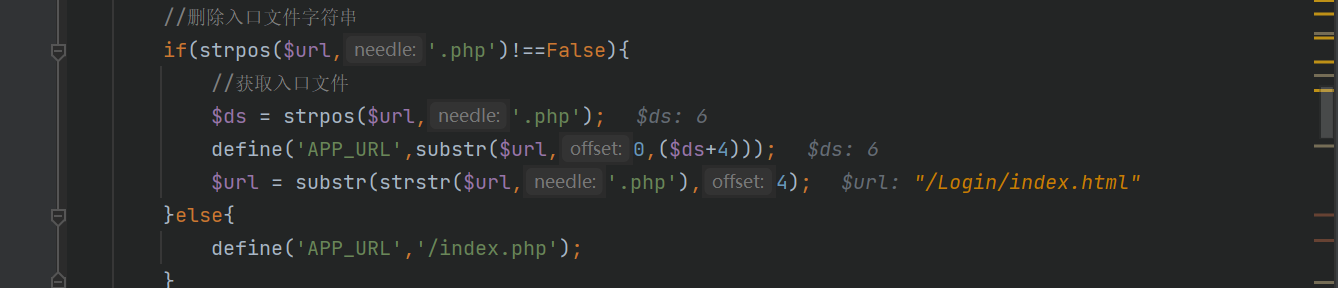 //删除入口文件字符串
if(strpos($url, needle: '.php')!==False){
//获取入口文件
$ds = strpos($url, needle: '.php'); $ds: 6
define('APP_URL',substr($url, offset: 0,($ds+4))); $ds: 6
$url = substr(strstr($url, needle: '.php'), offset: 4); $url: "/Login/index.html"
}else{
define('APP_URL','/index.php');
}